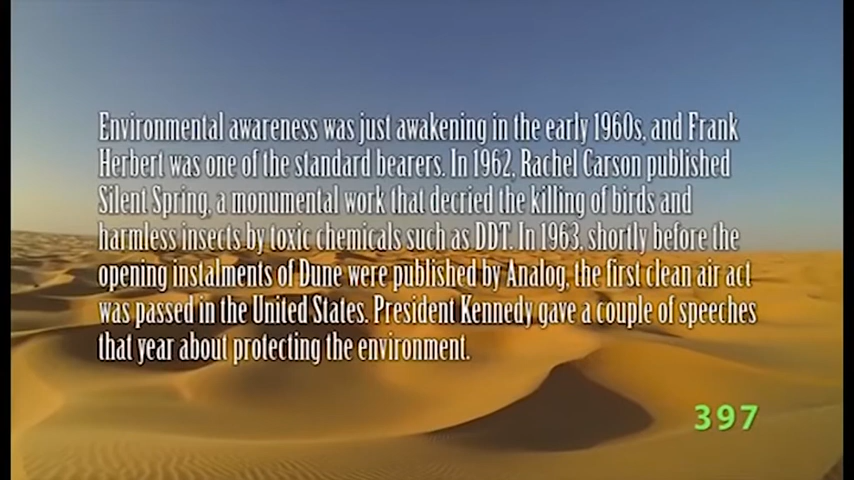 Environmental awareness was just awakening in the early 1960s, and Frank
Herbert was one of the standard bearers. In 1962, Rachel Carson published
Silent Spring, a monumental work that decried the killing of birds and
harmless insects by toxic chemicals such as DDT. In 1963, shortly before the
opening instalments of Dune were published by Analog, the first clean air act
was passed in the United States. President Kennedy gave a couple of speeches
that year about protecting the environment.
397